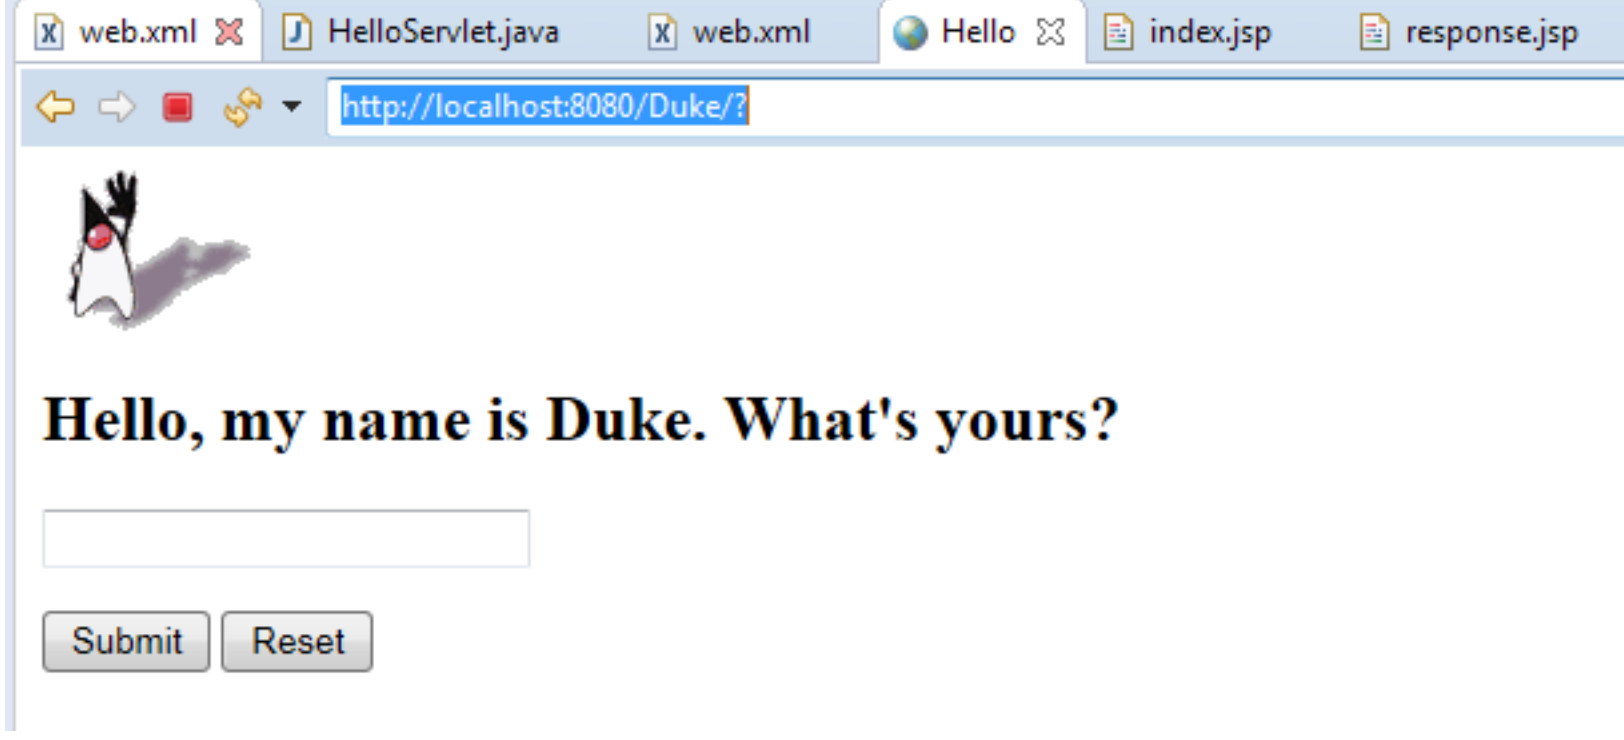 web.xml HelloServlet.java web.xml Hello index.jsp response.jsp
http://localhost:8080/Duke/?
Hello, my name is Duke. What's yours?
Submit Reset